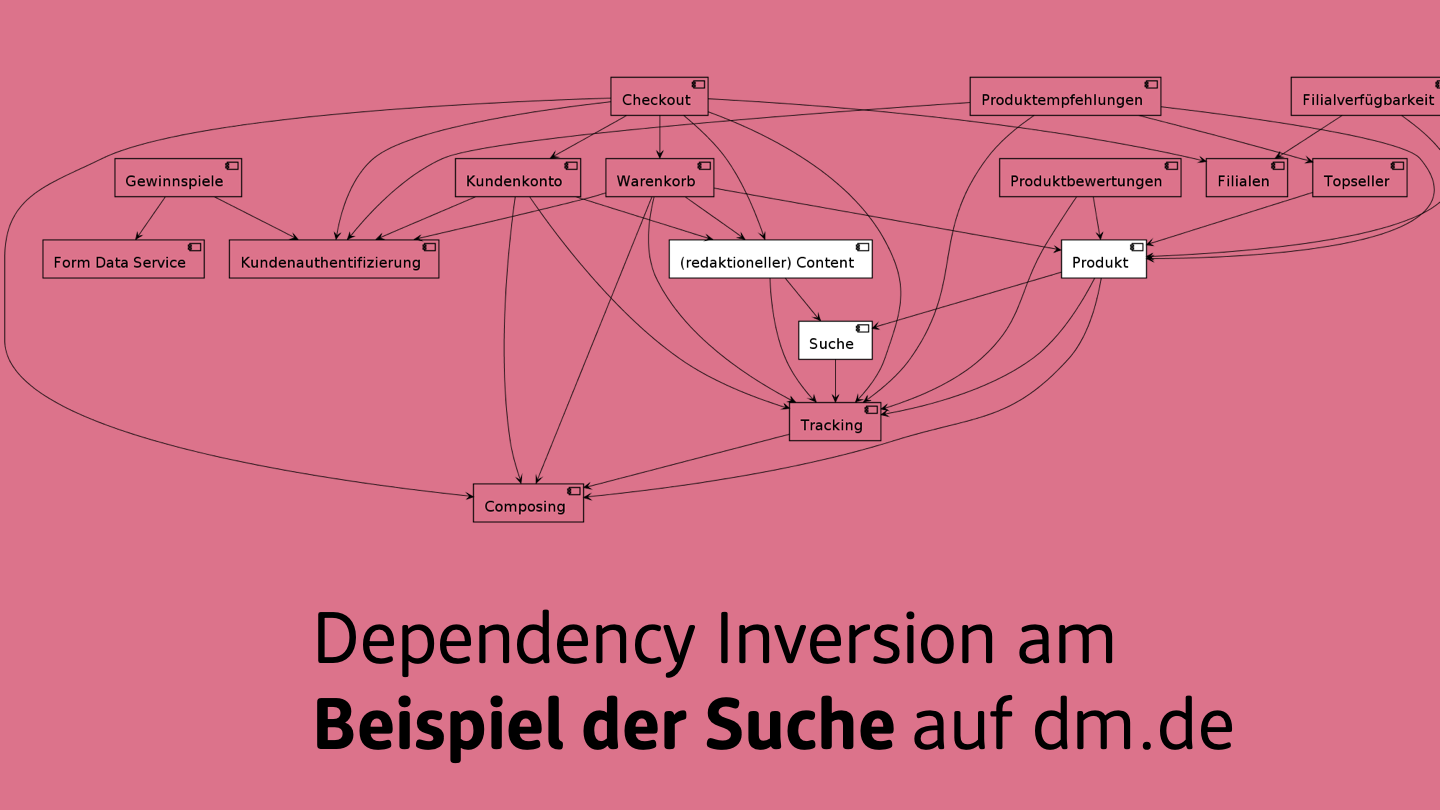 Checkout
Produktempfehlungen
Filialverfügbarkeit
Gewinnspiele
Kundenkonto
Warenkorb
Produktbewertungen
Filialen
Topseller
Form Data Service
Kundenauthentifizierung
(redaktioneller) Content
Produkt
Suche
Tracking
Composing
Dependency Inversion am
Beispiel der Suche auf dm.de